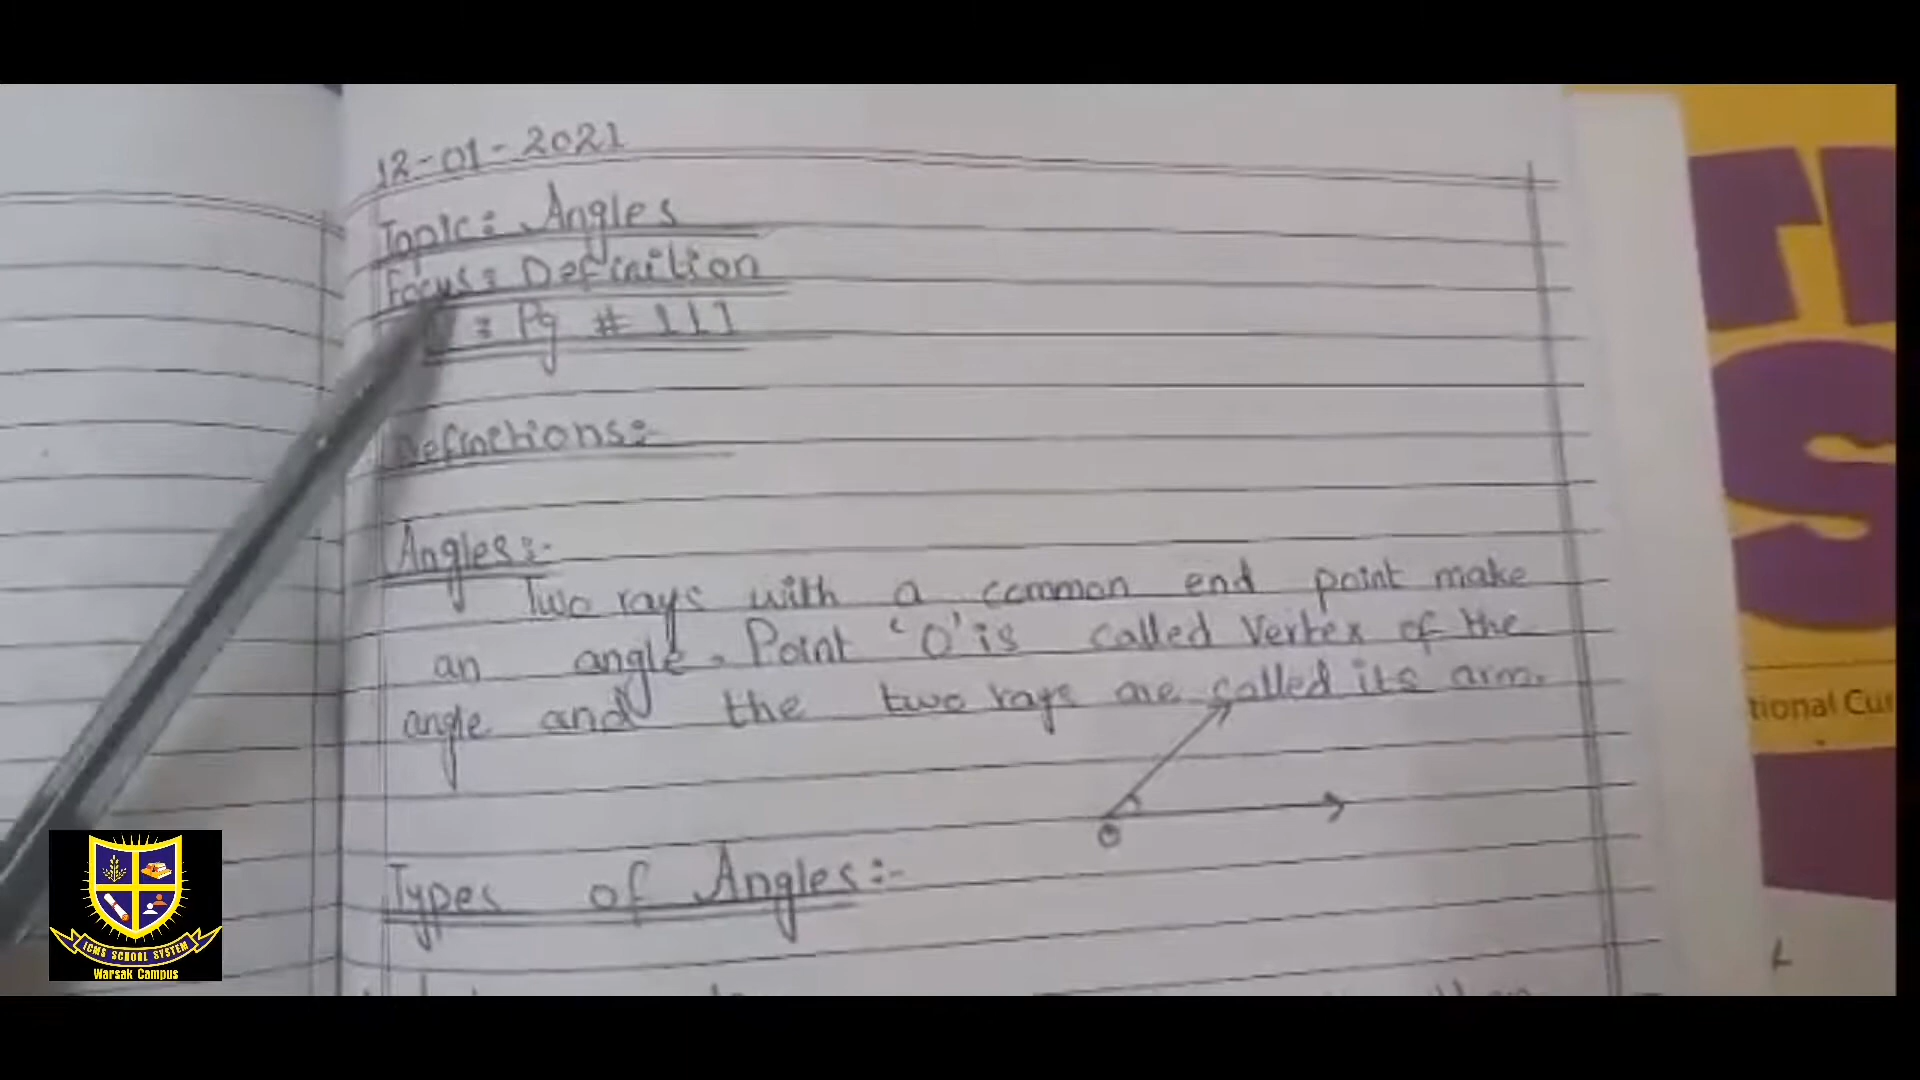 12-01-2021
Topic: Angles
Focus: Definition
: Pg # 111
Definitions:-
Angles:-
Two rays with a common end point make
an angle. Point 'O' is called Vertex of the
angle and the two rays are called its arm.
O
Types of Angles:-
ICMS SCHOOL SYSTEM
Warsak Campus
tional Cur